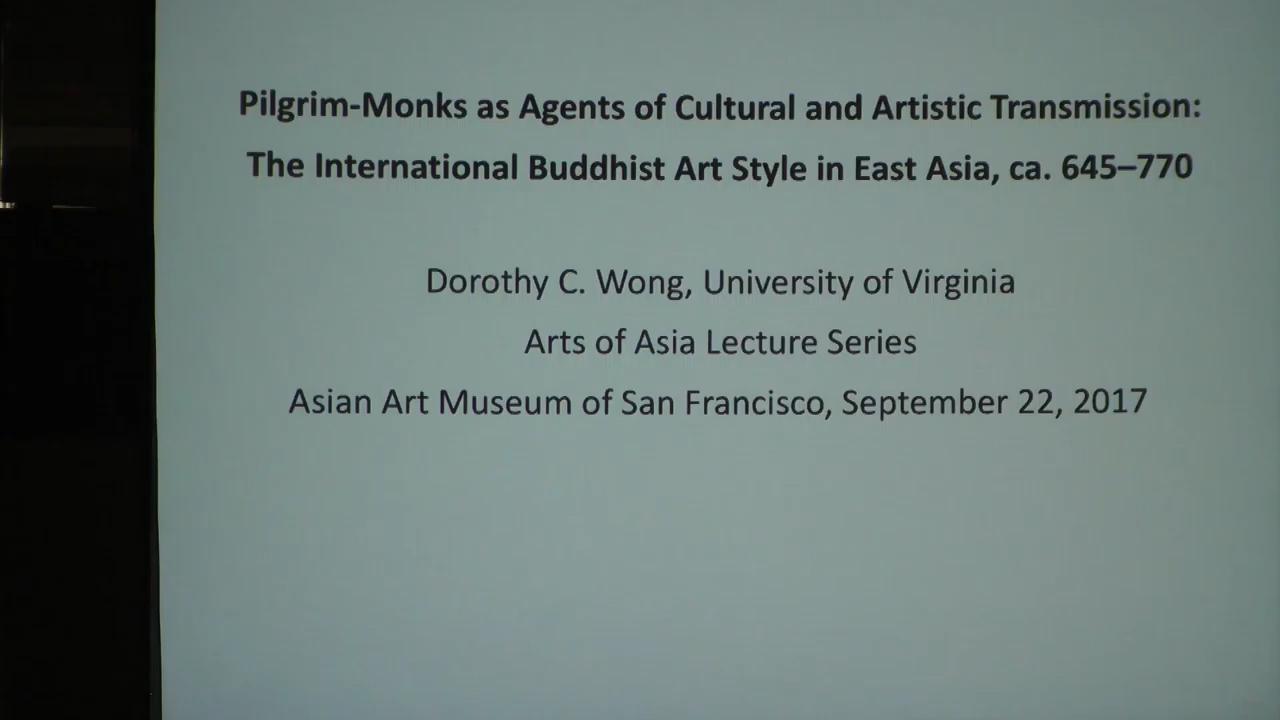 Pilgrim-Monks as Agents of Cultural and Artistic Transmission:
The International Buddhist Art Style in East Asia, ca. 645–770
Dorothy C. Wong, University of Virginia
Arts of Asia Lecture Series
Asian Art Museum of San Francisco, September 22, 2017